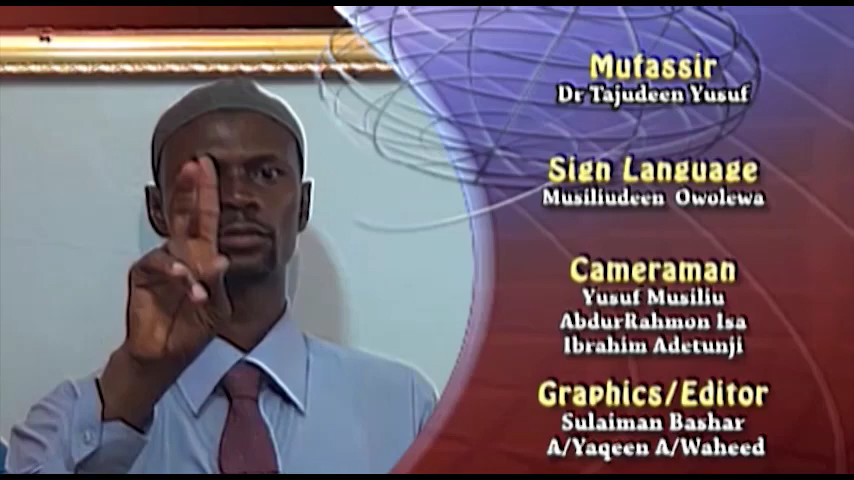 Mufassir
Dr Tajudeen Yusuf
Sign Language
Musiliudeen Owolewa
Cameraman
Yusuf Musiliu
AbdurRahmon Isa
Ibrahim Adetunji
Graphics/Editor
Sulaiman Bashar
A/Yaqeen A/Waheed